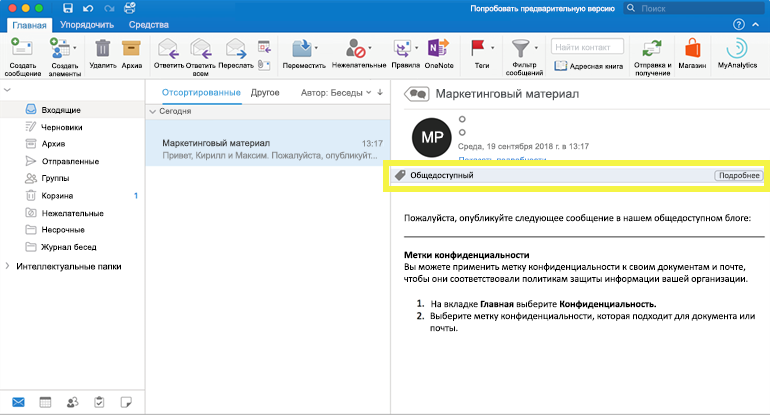 Попробовать предварительную версию
Поиск
Главная Упорядочить Средства
Создать сообщение
Создать элементы
Удалить
Архив
Ответить
Ответить всем
Переслать
Переместить
Нежелательные
Правила
OneNote
Теги
Фильтр сообщений
Найти контакт
Адресная книга
Отправка и получение
Магазин
MyAnalytics
Входящие
Черновики
Архив
Отправленные
Группы
Корзина 1
Нежелательные
Несрочные
Журнал бесед
Интеллектуальные папки
Отсортированные Другое Автор: Беседы
Сегодня
Маркетинговый материал 13:17
Привет, Кирилл и Максим. Пожалуйста, опубликуйт...
Маркетинговый материал
МР
Среда, 19 сентября 2018 г. в 13:17
Показать подробности
Общедоступный Подробнее
Пожалуйста, опубликуйте следующее сообщение в нашем общедоступном блоге:
Метки конфиденциальности
Вы можете применить метку конфиденциальности к своим документам и почте,
чтобы они соответствовали политикам защиты информации вашей организации.
1. На вкладке Главная выберите Конфиденциальность.
2. Выберите метку конфиденциальности, которая подходит для документа или
почты.